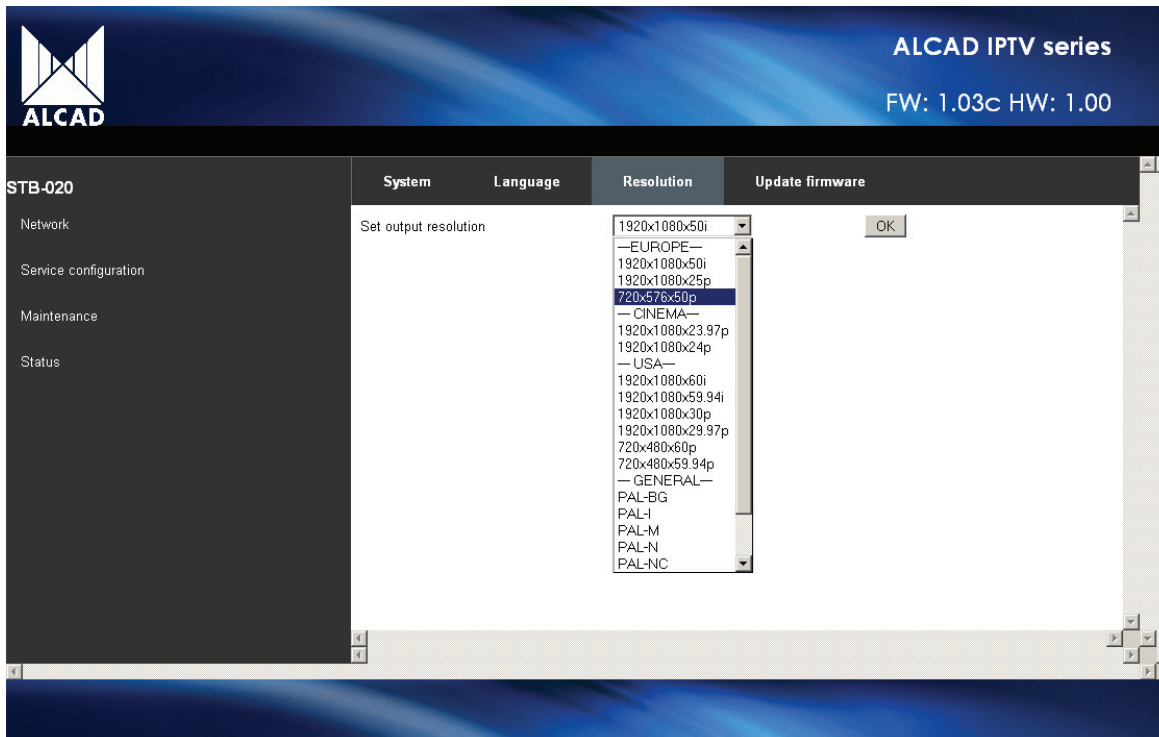 ALCAD
ALCAD IPTV series
FW: 1.03c HW: 1.00
STB-020
Network
Service configuration
Maintenance
Status
System Language Resolution Update firmware
Set output resolution 1920x1080x50i OK
—EUROPE—
1920x1080x50i
1920x1080x25p
720x576x50p
— CINEMA—
1920x1080x23.97p
1920x1080x24p
— USA—
1920x1080x60i
1920x1080x59.94i
1920x1080x30p
1920x1080x29.97p
720x480x60p
720x480x59.94p
— GENERAL—
PAL-BG
PAL-I
PAL-M
PAL-N
PAL-NC